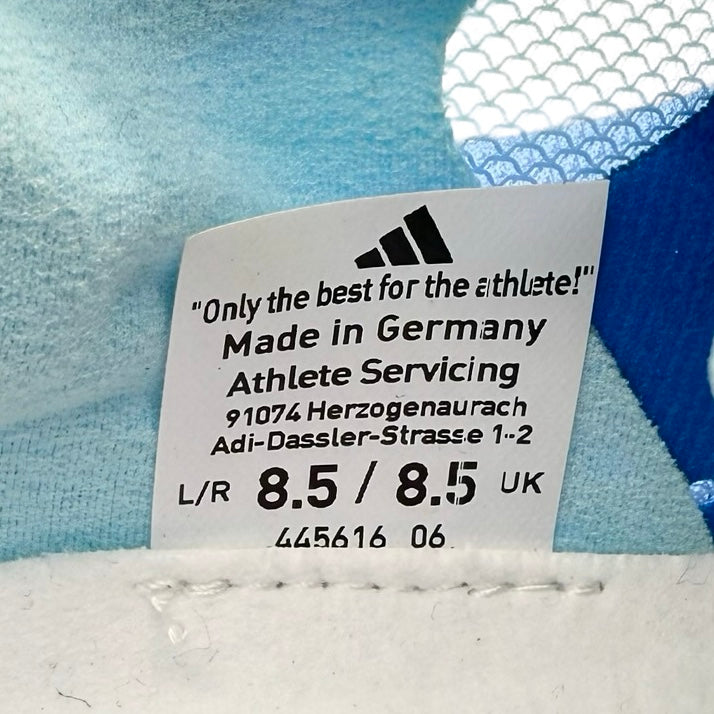 "Only the best for the athlete!"
Made in Germany
Athlete Servicing
91074 Herzogenaurach
Adi-Dassler-Strasse 1-2
L/R 8.5 / 8.5 UK
445616 06